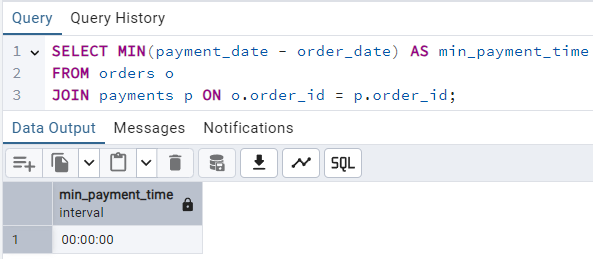 Query Query History
1 SELECT MIN(payment_date - order_date) AS min_payment_time
2 FROM orders o
3 JOIN payments p ON o.order_id = p.order_id;
Data Output Messages Notifications
SQL
min_payment_time
interval
1 00:00:00